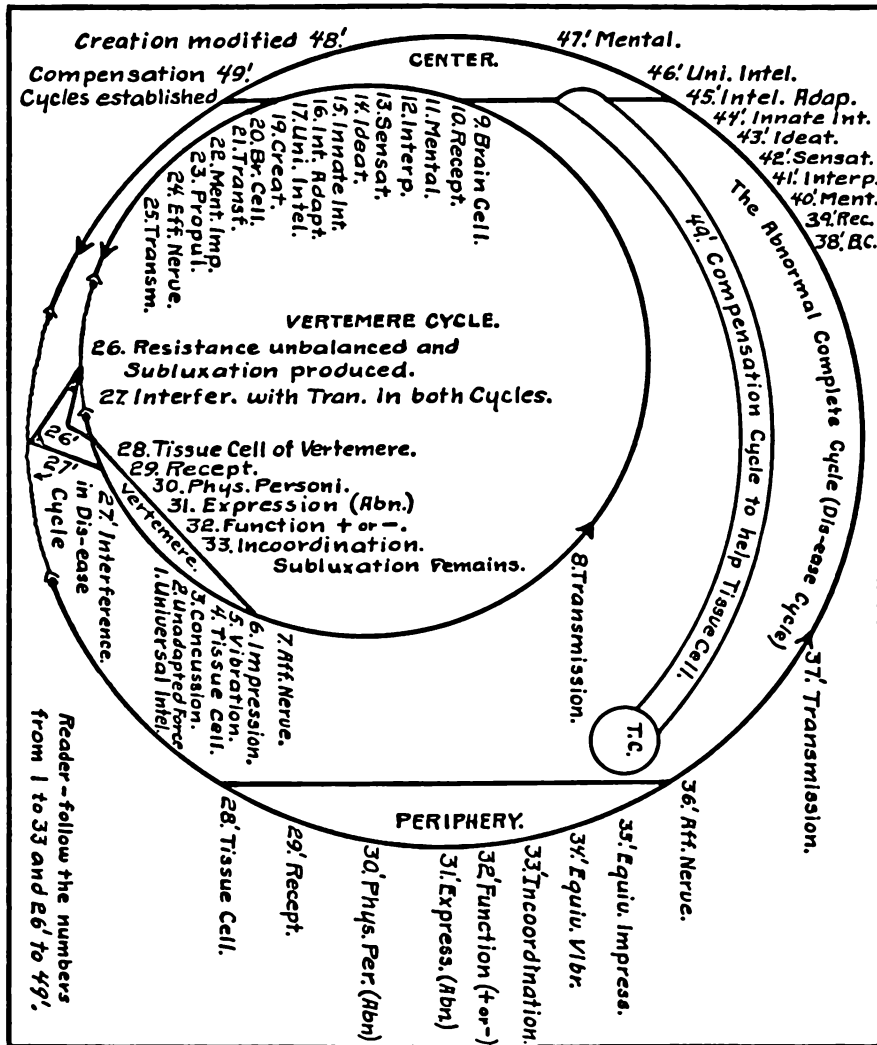 Creation modified 48'.
47'. Mental.
CENTER.
Compensation 49'.
Cycles established
46'. Uni. Intel.
45'. Intel. Adap.
44'. Innate Int.
43'. Ideat.
42'. Sensat.
41'. Interp.
40'. Ment.
39'. Rec.
38'. B.C.
9. Brain Cell.
10. Recept.
11. Mental.
12. Interp.
13. Sensat.
14. Ideat.
15. Innate Int.
16. Int. Adapt.
17. Uni. Intel.
19. Creat.
20. Br. Cell.
21. Transf.
22. Ment. Imp.
23. Propul.
24. Eff. Nerve.
25. Transm.
The Abnormal Complete Cycle (Dis-ease Cycle)
49'. Compensation Cycle to help Tissue Cell.
T.C.
VERTEMERE CYCLE.
26. Resistance unbalanced and
Subluxation produced.
27. Interfer. with Tran. in both Cycles.
28. Tissue Cell of Vertemere.
29. Recept.
30. Phys. Personi.
31. Expression (Abn.)
32. Function + or -.
33. Incoordination.
Subluxation Remains.
26'
27'
Vertemere.
27'. Interference.
in Dis-ease
Cycle
1. Universal Intel.
2. Unadapted Force
3. Concussion.
4. Tissue Cell.
5. Vibration.
6. Impression.
7. Aff. Nerve.
8. Transmission.
37'. Transmission.
PERIPHERY.
28'. Tissue Cell.
29'. Recept.
30'. Phys. Per. (Abn)
31'. Express. (Abn)
32'. Function (+ or -)
33'. Incoordination.
34'. Equiv. Vibr.
35'. Equiv. Impress.
36'. Aff. Nerve.
Reader - follow the numbers
from 1 to 33 and 26' to 49'.